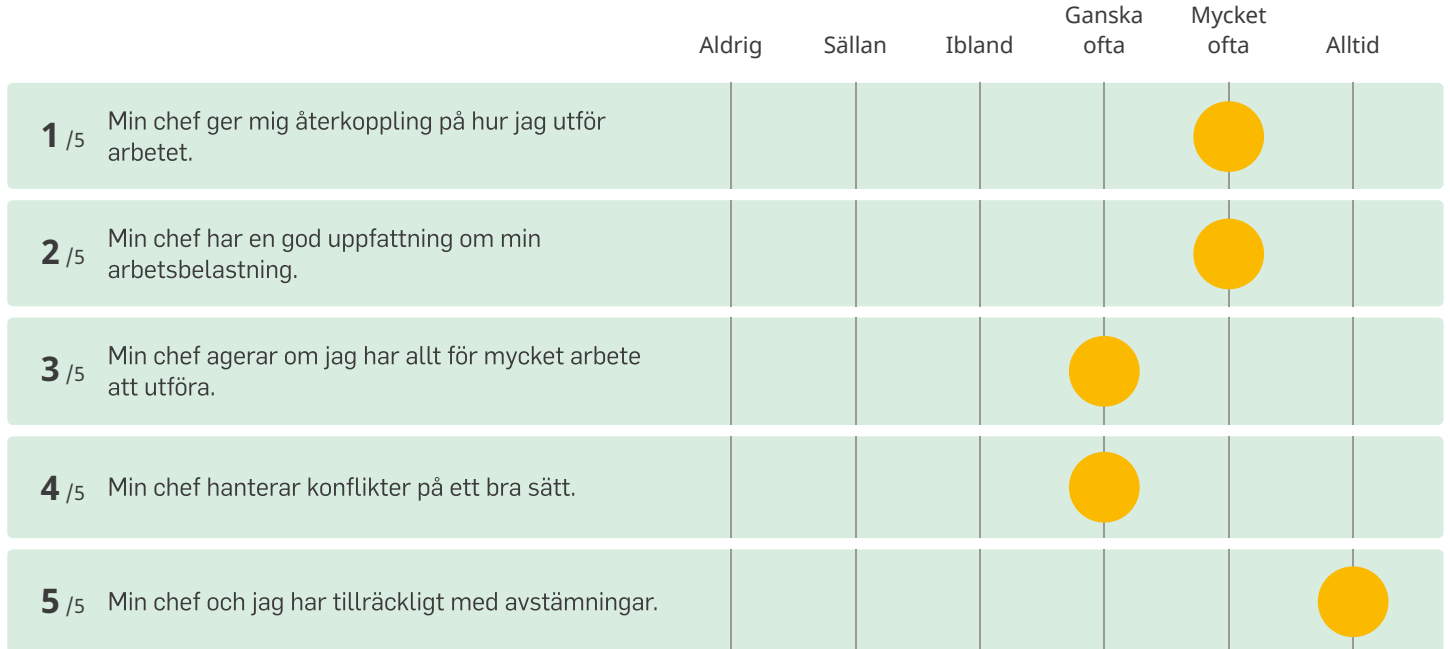 Aldrig Sällan Ibland Ganska ofta Mycket ofta Alltid
1 /5 Min chef ger mig återkoppling på hur jag utför
arbetet.
2 /5 Min chef har en god uppfattning om min
arbetsbelastning.
3 /5 Min chef agerar om jag har allt för mycket arbete
att utföra.
4 /5 Min chef hanterar konflikter på ett bra sätt.
5 /5 Min chef och jag har tillräckligt med avstämningar.